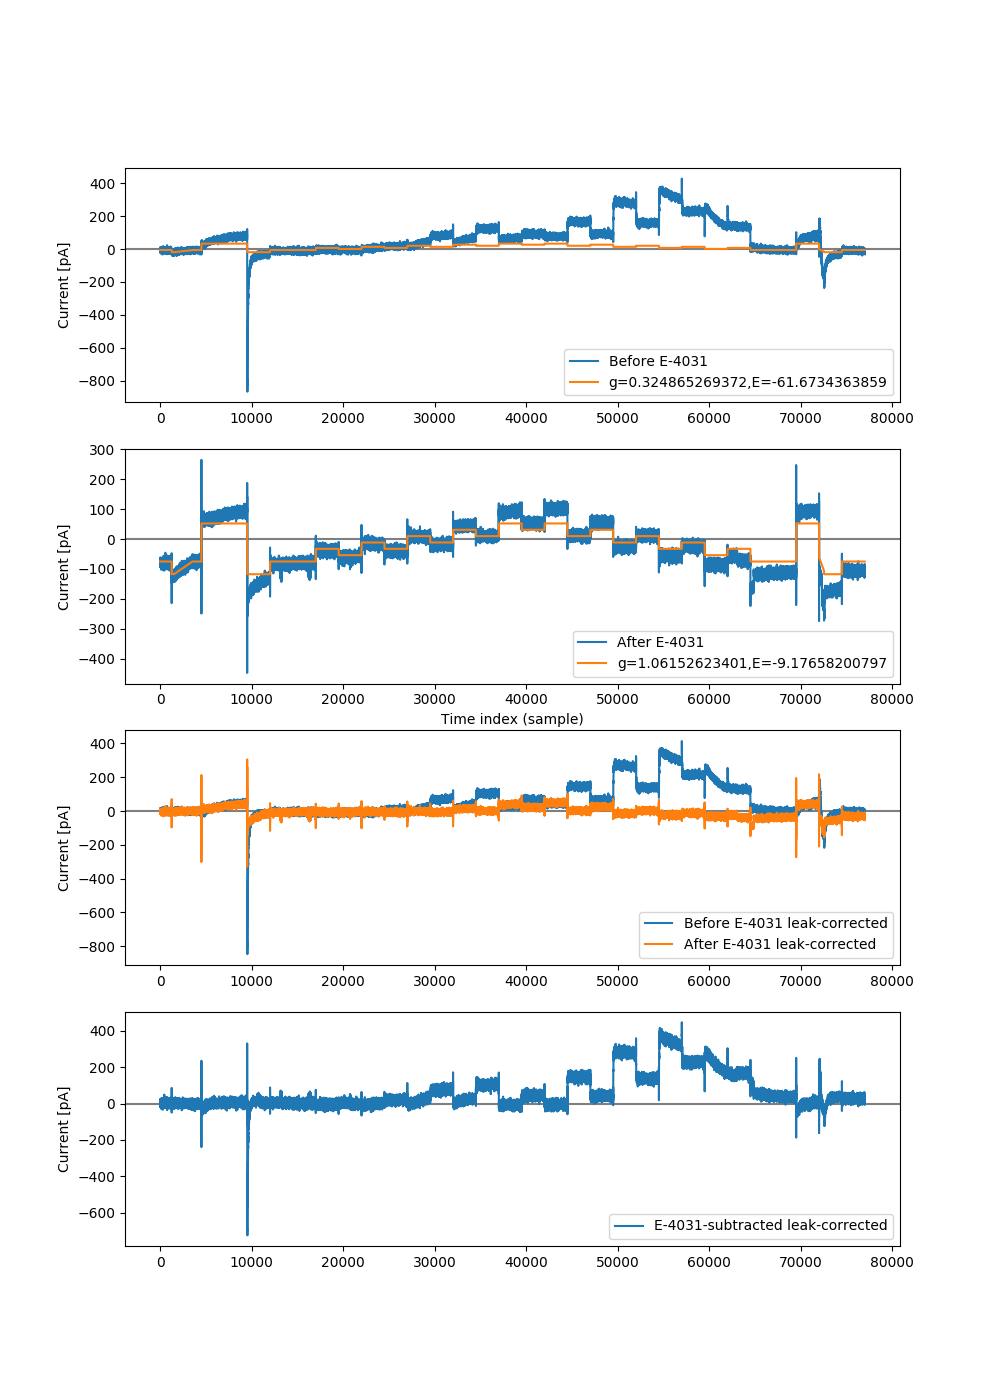 400
200
0
−200
−400
−600
−800
Current [pA]
Before E-4031
g=0.324865269372,E=-61.6734363859
0 10000 20000 30000 40000 50000 60000 70000 80000
300
200
100
0
−100
−200
−300
−400
Current [pA]
After E-4031
g=1.06152623401,E=-9.17658200797
0 10000 20000 30000 40000 50000 60000 70000 80000
Time index (sample)
400
200
0
−200
−400
−600
−800
Current [pA]
Before E-4031 leak-corrected
After E-4031 leak-corrected
0 10000 20000 30000 40000 50000 60000 70000 80000
400
200
0
−200
−400
−600
Current [pA]
E-4031-subtracted leak-corrected
0 10000 20000 30000 40000 50000 60000 70000 80000